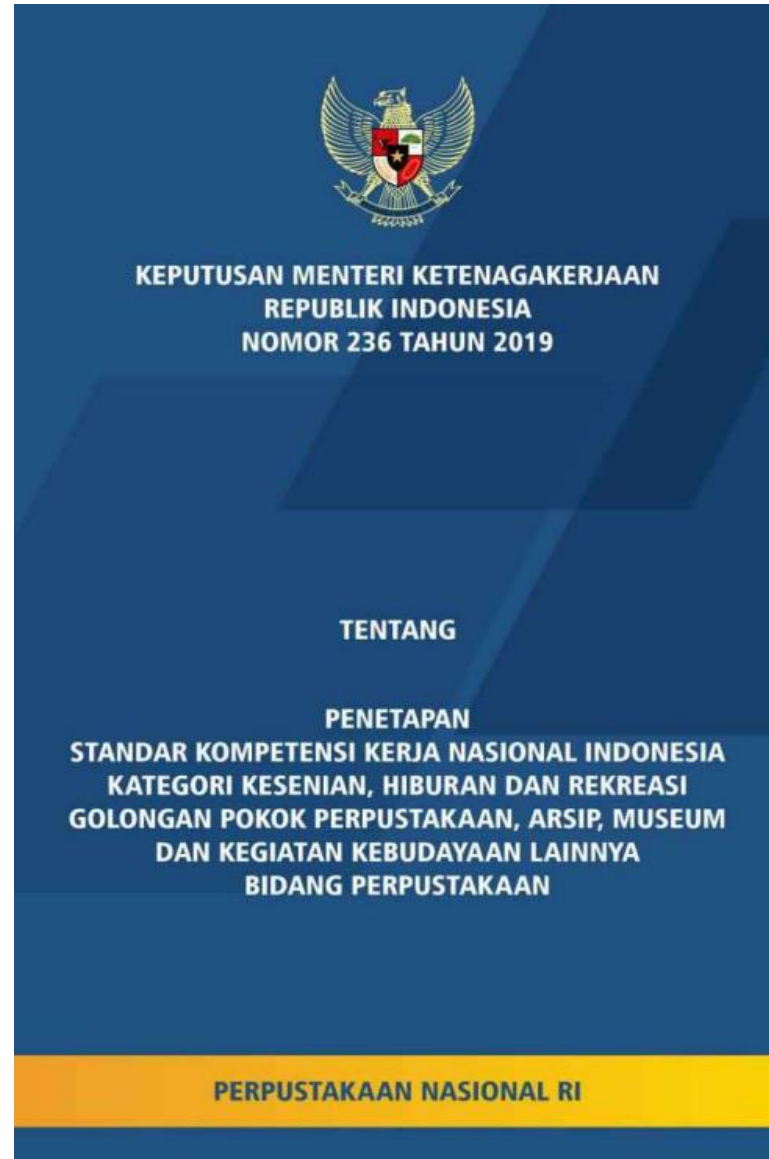 KEPUTUSAN MENTERI KETENAGAKERJAAN
REPUBLIK INDONESIA
NOMOR 236 TAHUN 2019
TENTANG
PENETAPAN
STANDAR KOMPETENSI KERJA NASIONAL INDONESIA
KATEGORI KESENIAN, HIBURAN DAN REKREASI
GOLONGAN POKOK PERPUSTAKAAN, ARSIP, MUSEUM
DAN KEGIATAN KEBUDAYAAN LAINNYA
BIDANG PERPUSTAKAAN
PERPUSTAKAAN NASIONAL RI